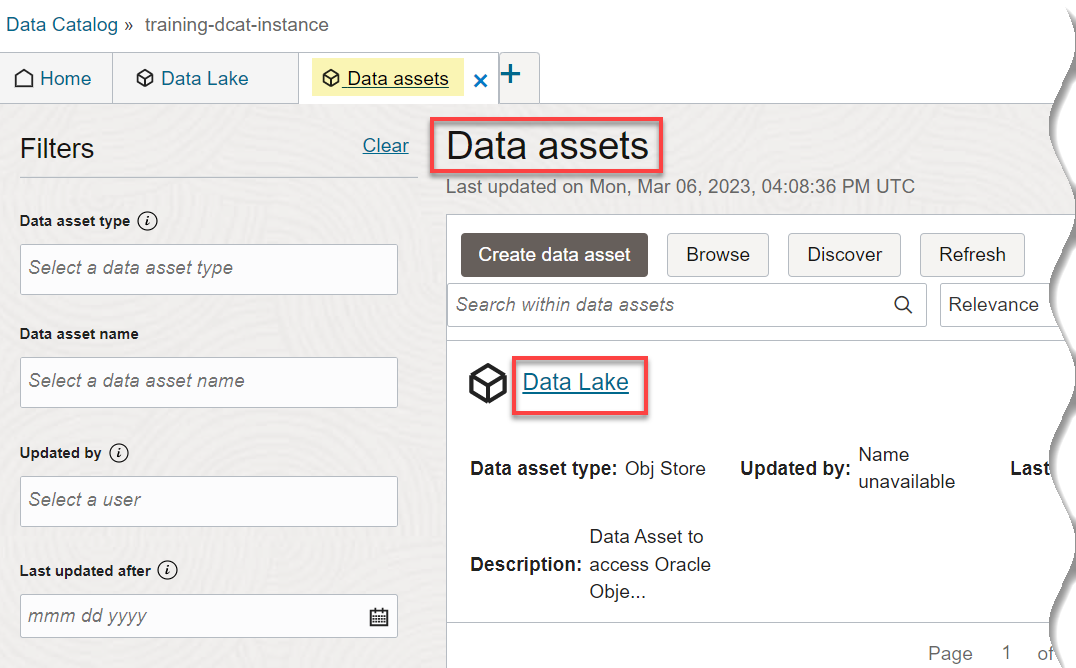 Data Catalog » training-dcat-instance
Home
Data Lake
Data assets × +
Filters
Clear
Data asset type i
Select a data asset type
Data asset name
Select a data asset name
Updated by i
Select a user
Last updated after i
mmm dd yyyy
Data assets
Last updated on Mon, Mar 06, 2023, 04:08:36 PM UTC
Create data asset
Browse
Discover
Refresh
Search within data assets
Relevance
Data Lake
Data asset type: Obj Store
Updated by: Name
unavailable
Last
Description: Data Asset to
access Oracle
Obje...
Page 1 of